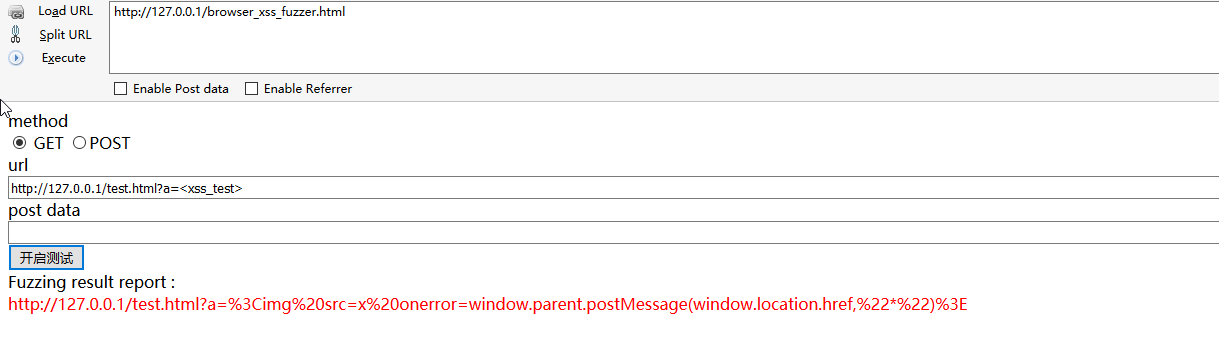 Load URL
http://127.0.0.1/browser_xss_fuzzer.html
Split URL
Execute
Enable Post data
Enable Referrer
method
GET
POST
url
http://127.0.0.1/test.html?a=<xss_test>
post data
开启测试
Fuzzing result report :
http://127.0.0.1/test.html?a=%3Cimg%20src=x%20onerror=window.parent.postMessage(window.location.href,%22*%22)%3E